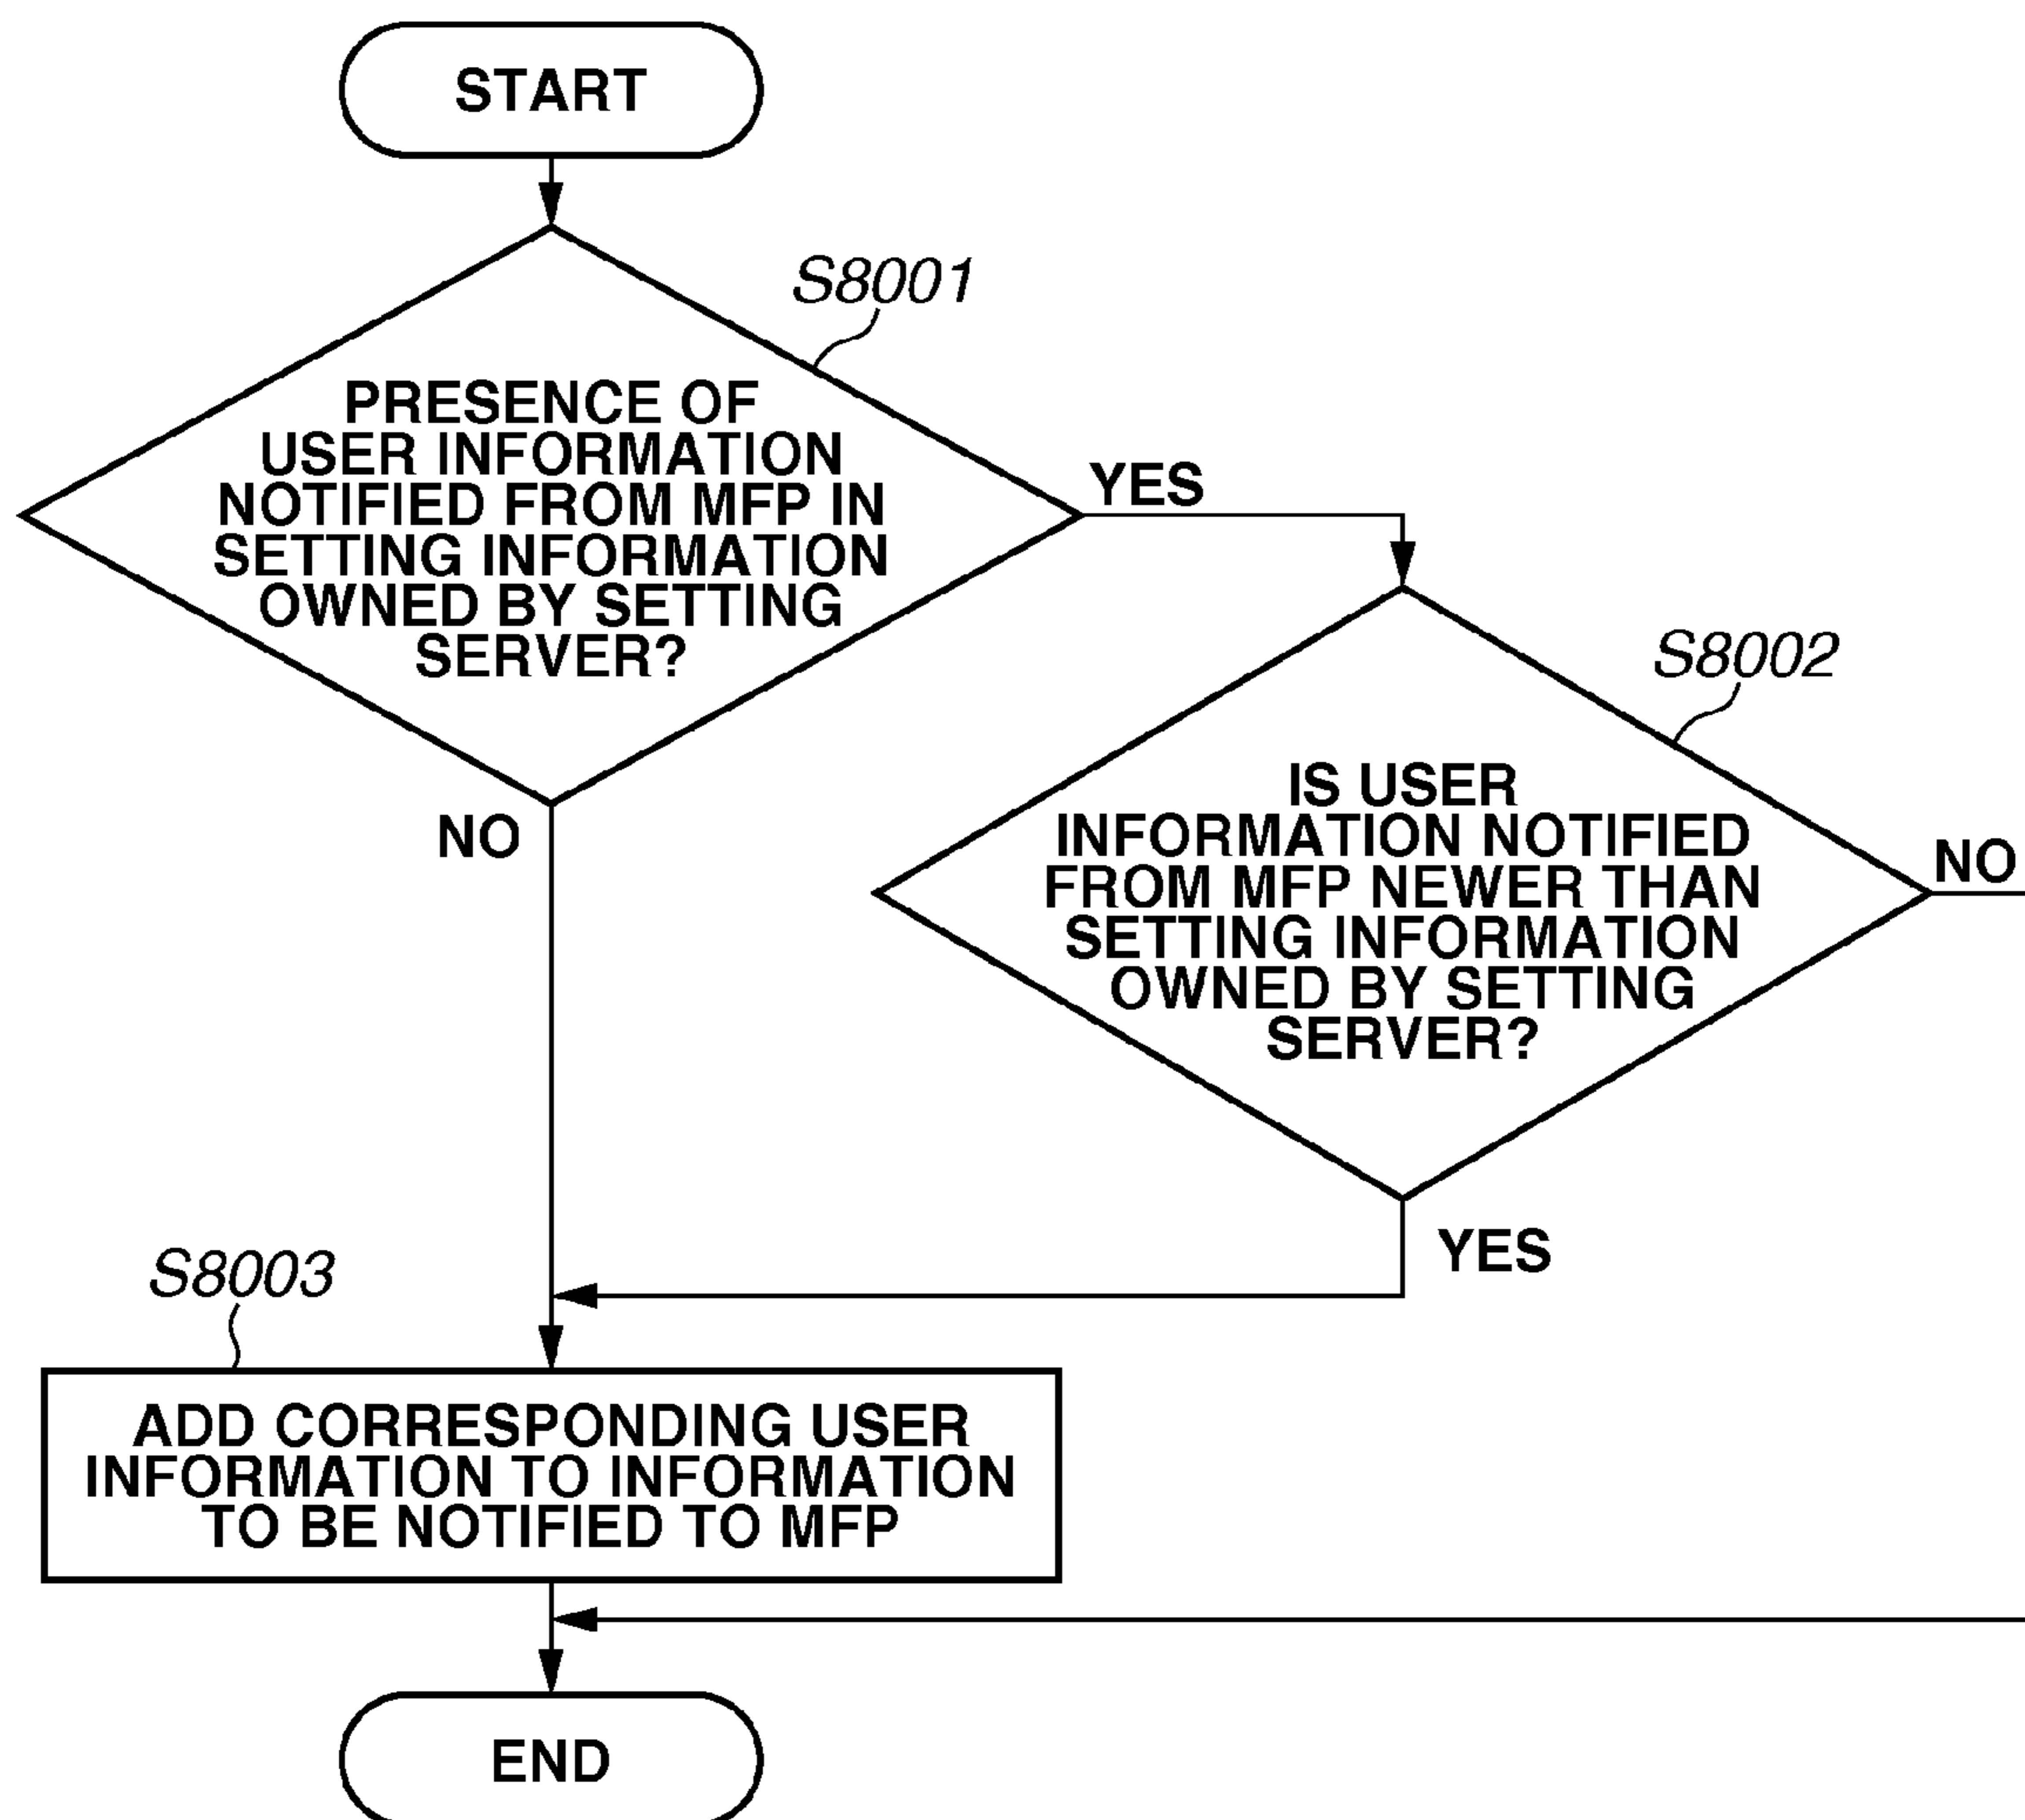 START
S8001
PRESENCE OF
USER INFORMATION
NOTIFIED FROM MFP IN
SETTING INFORMATION
OWNED BY SETTING
SERVER?
YES
NO
S8002
IS USER
INFORMATION NOTIFIED
FROM MFP NEWER THAN
SETTING INFORMATION
OWNED BY SETTING
SERVER?
NO
YES
S8003
ADD CORRESPONDING USER
INFORMATION TO INFORMATION
TO BE NOTIFIED TO MFP
END